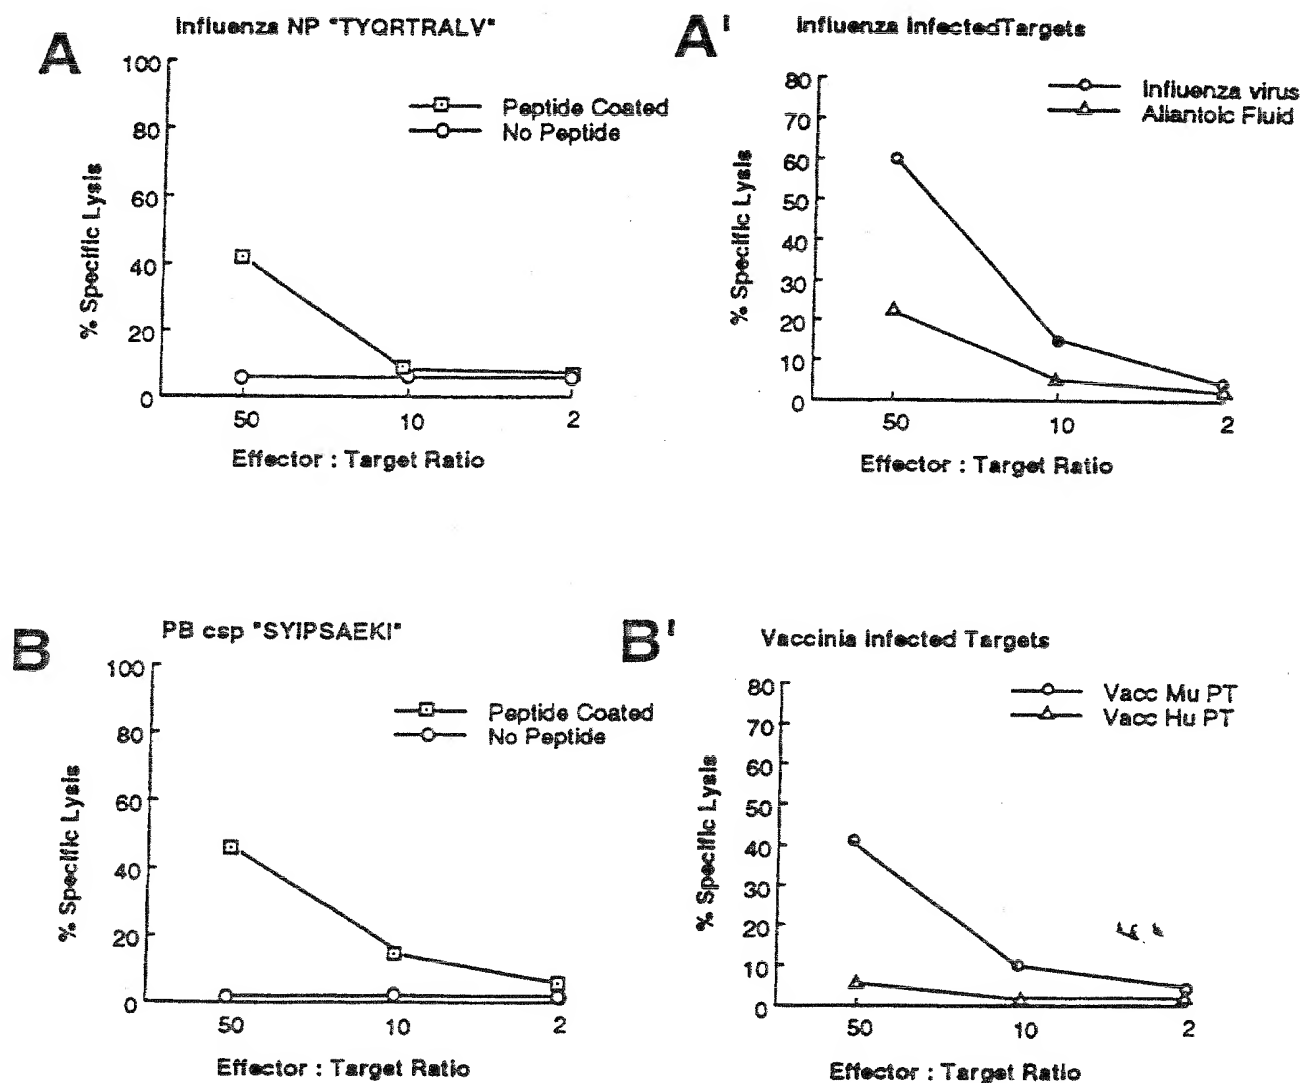 A
Influenza NP "TYQRTRALV"
100
80
60
40
20
0
% Specific Lysis
Peptide Coated
No Peptide
50 10 2
Effector : Target Ratio
A'
Influenza InfectedTargets
80
70
60
50
40
30
20
10
0
% Specific Lysis
Influenza virus
Allantoic Fluid
50 10 2
Effector : Target Ratio
B
PB csp "SYIPSAEKI"
100
80
60
40
20
0
% Specific Lysis
Peptide Coated
No Peptide
50 10 2
Effector : Target Ratio
B'
Vaccinia Infected Targets
80
70
60
50
40
30
20
10
0
% Specific Lysis
Vacc Mu PT
Vacc Hu PT
50 10 2
Effector : Target Ratio